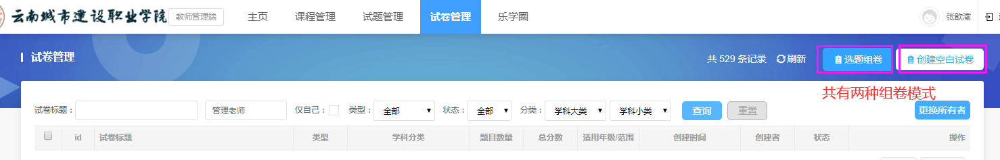 云南城市建设职业学院 教师管理端 主页 课程管理 试题管理 试卷管理 乐学圈 张歆渝
试卷管理 共 529 条记录 刷新 选题组卷 创建空白试卷
共有两种组卷模式
试卷标题： 管理老师 仅自己： 类型： 全部 状态： 全部 分类： 学科大类 学科小类 查询 重置 更换所有者
id 试卷标题 类型 学科分类 题目数量 总分数 适用年级/范围 创建时间 创建者 状态 操作